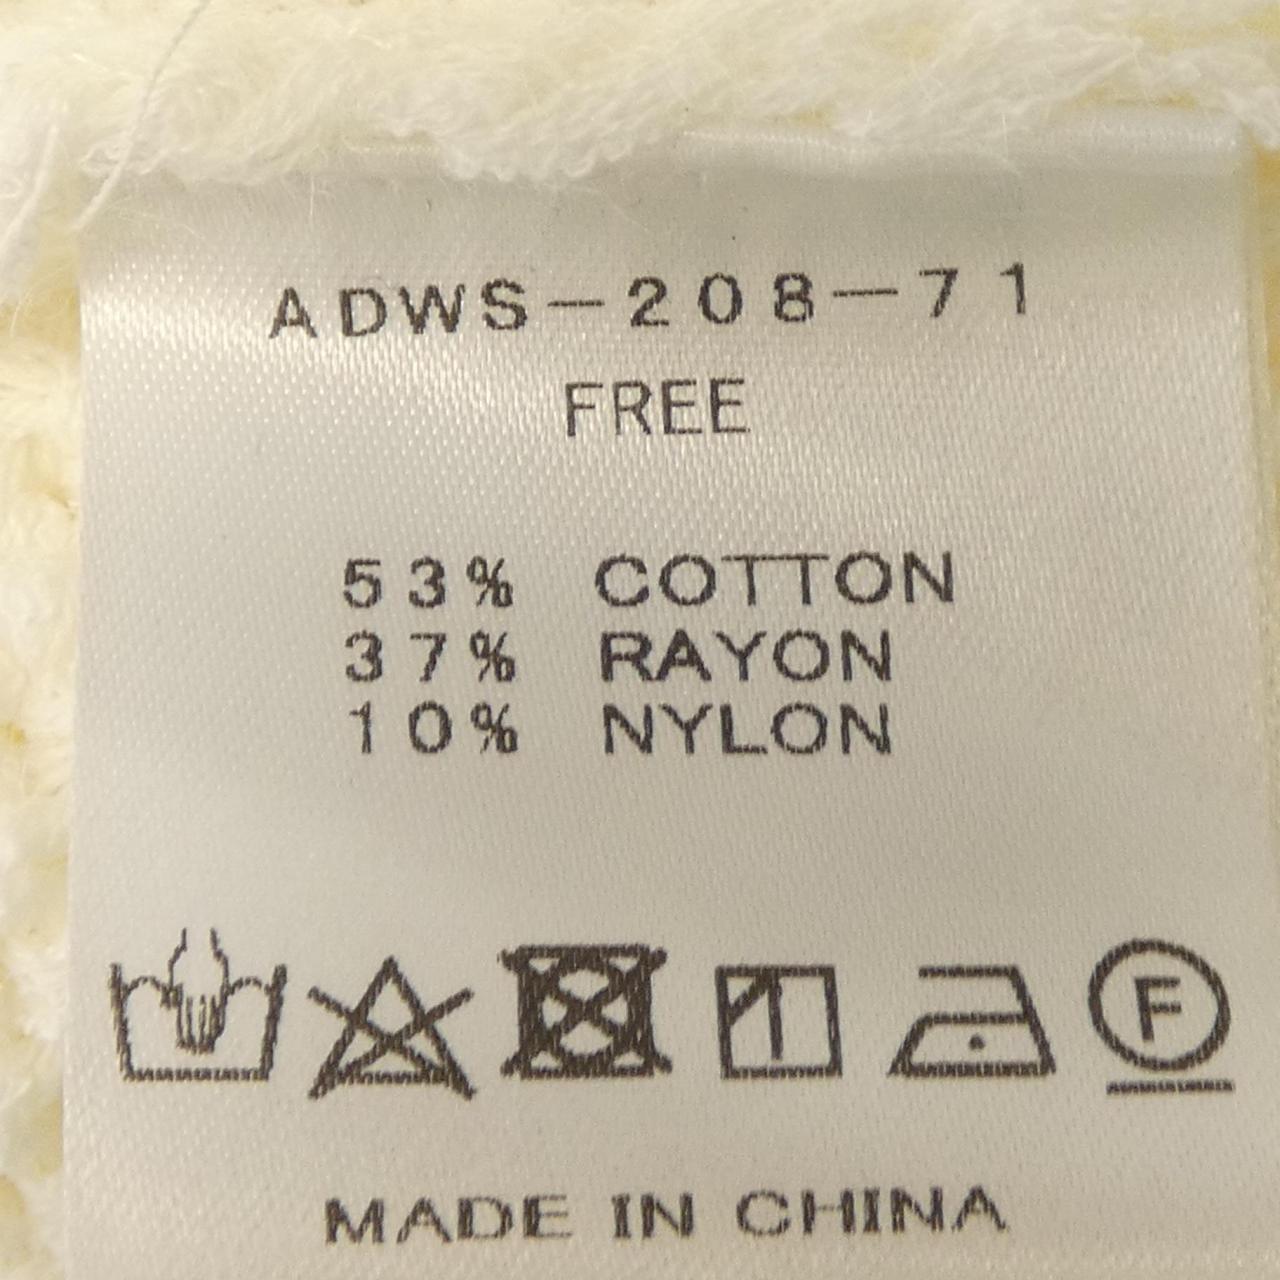 ADWS-208-71
FREE
53% COTTON
37% RAYON
10% NYLON
F
MADE IN CHINA